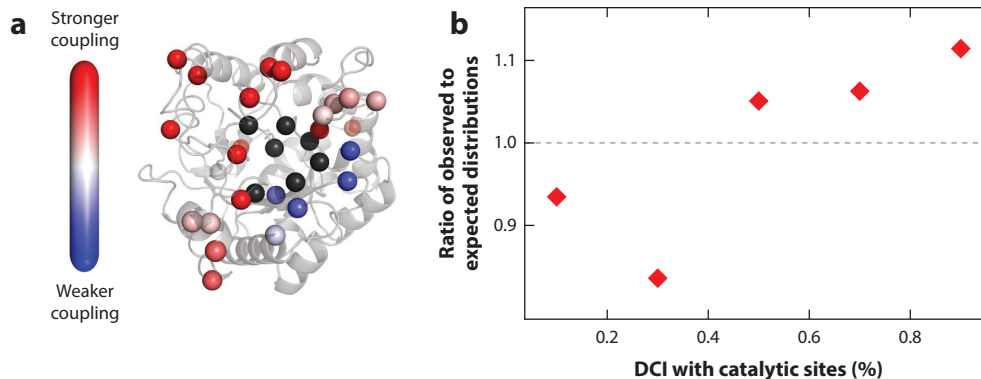 a
Stronger
coupling
Weaker
coupling
b
Ratio of observed to
expected distributions
1.1
1.0
0.9
0.2
0.4
0.6
0.8
DCI with catalytic sites (%)